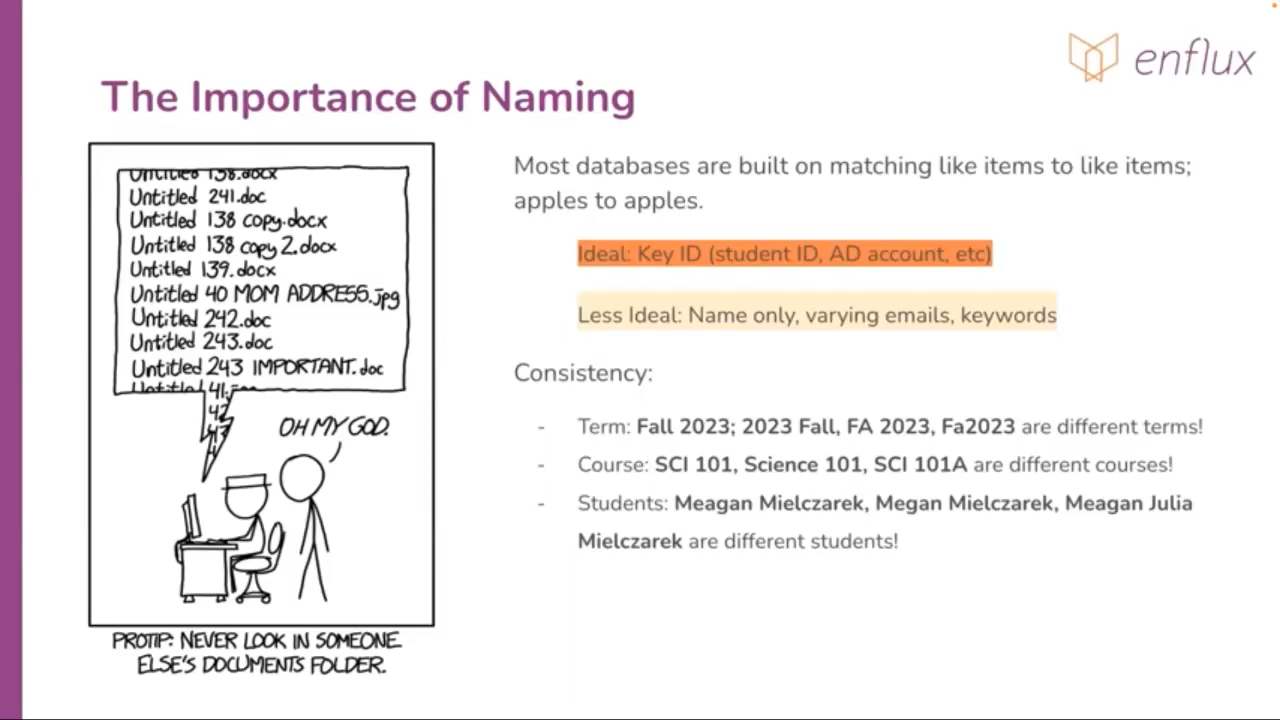 enflux
The Importance of Naming
Untitled 138.docx
Untitled 241.doc
Untitled 138 copy.docx
Untitled 138 copy 2.docx
Untitled 139.docx
Untitled 40 MOM ADDRESS.jpg
Untitled 242.doc
Untitled 243.doc
Untitled 243 IMPORTANT.doc
Untitled 41
OH MY GOD.
PROTIP: NEVER LOOK IN SOMEONE
ELSE'S DOCUMENTS FOLDER.
Most databases are built on matching like items to like items;
apples to apples.
Ideal: Key ID (student ID, AD account, etc)
Less Ideal: Name only, varying emails, keywords
Consistency:
- Term: Fall 2023; 2023 Fall, FA 2023, Fa2023 are different terms!
- Course: SCI 101, Science 101, SCI 101A are different courses!
- Students: Meagan Mielczarek, Megan Mielczarek, Meagan Julia
Mielczarek are different students!